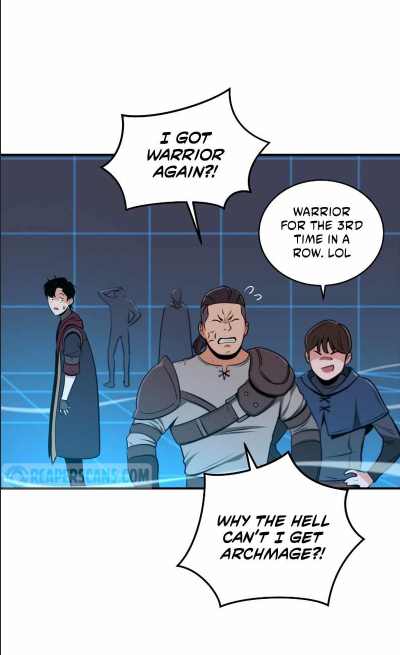 I GOT
WARRIOR
AGAIN?!
WARRIOR
FOR THE 3RD
TIME IN A
ROW. LOL
REAPERSCANS.COM
WHY THE HELL
CAN'T I GET
ARCHMAGE?!